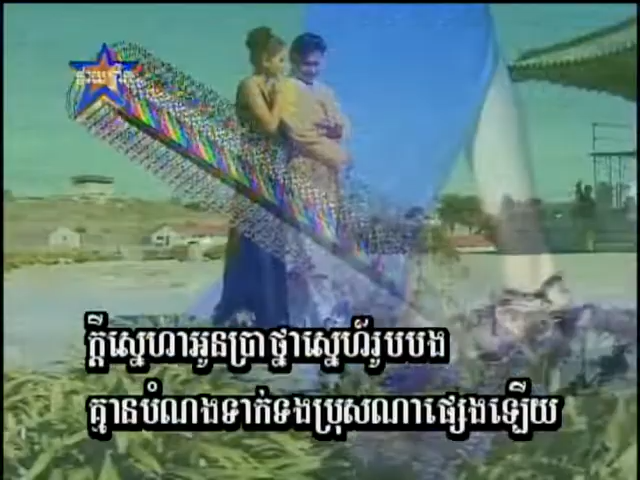 ក្ដីស្នេហាអូនប្រាថ្នាស្នេហ៍រូបបង
គ្មានបំណងទាក់ទងប្រុសណាផ្សេងឡើយ